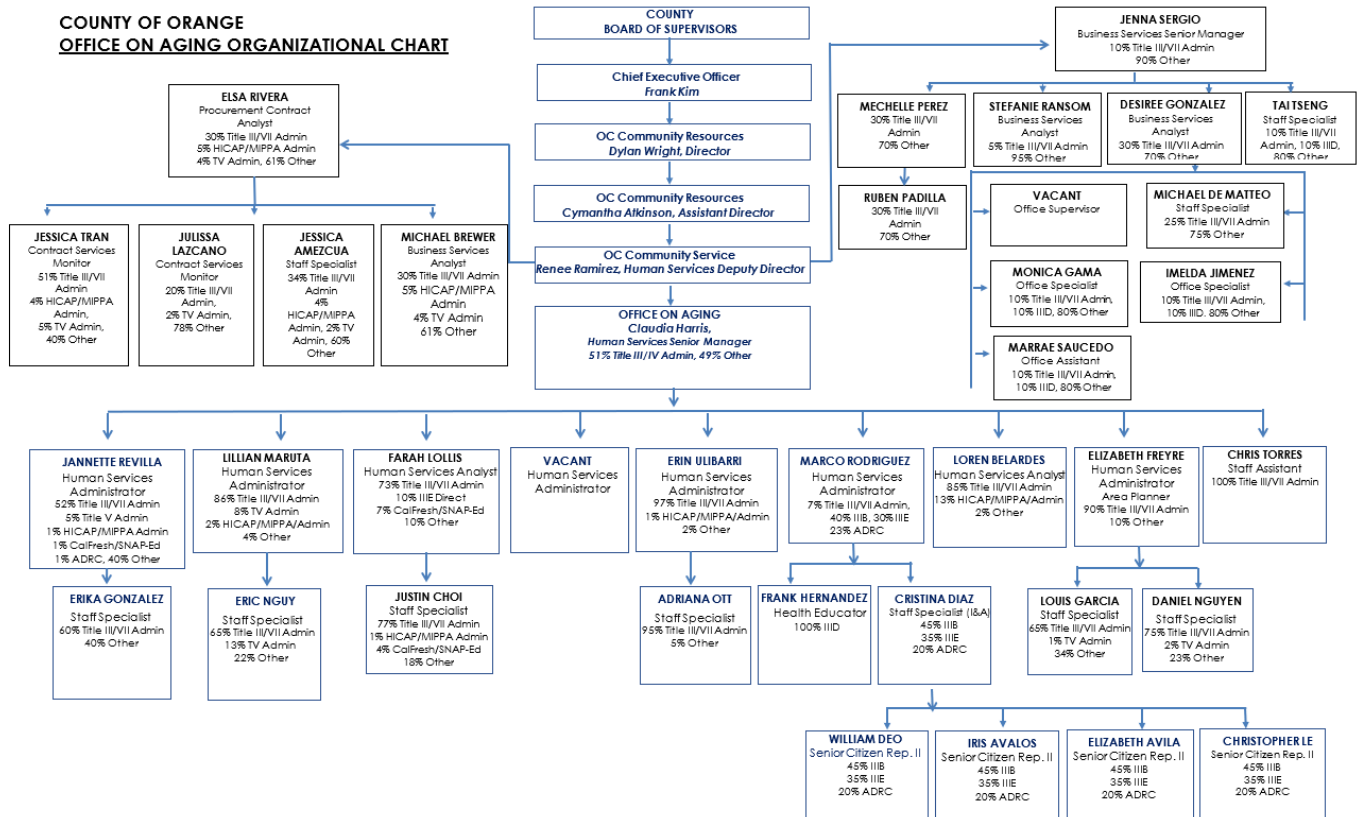 COUNTY OF ORANGE
OFFICE ON AGING ORGANIZATIONAL CHART
COUNTY
BOARD OF SUPERVISORS
Chief Executive Officer
Frank Kim
OC Community Resources
Dylan Wright, Director
OC Community Resources
Cymantha Atkinson, Assistant Director
OC Community Service
Renee Ramirez, Human Services Deputy Director
OFFICE ON AGING
Claudia Harris,
Human Services Senior Manager
51% Title III/IV Admin, 49% Other
ELSA RIVERA
Procurement Contract
Analyst
30% Title III/VII Admin
5% HICAP/MIPPA Admin
4% TV Admin, 61% Other
JESSICA TRAN
Contract Services
Monitor
51% Title III/VII
Admin
4% HICAP/MIPPA
Admin,
5% TV Admin,
40% Other
JULISSA
LAZCANO
Contract Services
Monitor
20% Title III/VII
Admin,
2% TV Admin,
78% Other
JESSICA
AMEZCUA
Staff Specialist
34% Title III/VII
Admin
4%
HICAP/MIPPA
Admin, 2% TV
Admin, 60%
Other
MICHAEL BREWER
Business Services
Analyst
30% Title III/VII Admin
5% HICAP/MIPPA
Admin
4% TV Admin
61% Other
JENNA SERGIO
Business Services Senior Manager
10% Title III/VII Admin
90% Other
MECHELLE PEREZ
30% Title III/VII
Admin
70% Other
STEFANIE RANSOM
Business Services
Analyst
5% Title III/VII Admin
95% Other
DESIREE GONZALEZ
Business Services
Analyst
30% Title III/VII Admin
70% Other
TAI TSENG
Staff Specialist
10% Title III/VII
Admin, 10% IIID,
80% Other
RUBEN PADILLA
30% Title III/VII
Admin
70% Other
VACANT
Office Supervisor
MICHAEL DE MATTEO
Staff Specialist
25% Title III/VII Admin
75% Other
MONICA GAMA
Office Specialist
10% Title III/VII Admin,
10% IIID, 80% Other
IMELDA JIMENEZ
Office Specialist
10% Title III/VII Admin,
10% IIID. 80% Other
MARRAE SAUCEDO
Office Assistant
10% Title III/VII Admin,
10% IIID, 80% Other
JANNETTE REVILLA
Human Services
Administrator
52% Title III/VII Admin
5% Title V Admin
1% HICAP/MIPPA Admin
1% CalFresh/SNAP-Ed
1% ADRC, 40% Other
LILLIAN MARUTA
Human Services
Administrator
86% Title III/VII Admin
8% TV Admin
2% HICAP/MIPPA/Admin
4% Other
FARAH LOLLIS
Human Services Analyst
73% Title III/VII Admin
10% IIIE Direct
7% CalFresh/SNAP-Ed
10% Other
VACANT
Human Services
Administrator
ERIN ULIBARRI
Human Services
Administrator
97% Title III/VII Admin
1% HICAP/MIPPA/Admin
2% Other
MARCO RODRIGUEZ
Human Services
Administrator
7% Title III/VII Admin,
40% IIIB, 30% IIIE
23% ADRC
LOREN BELARDES
Human Services Analyst
85% Title III/VII Admin
13% HICAP/MIPPA/Admin
2% Other
ELIZABETH FREYRE
Human Services
Administrator
Area Planner
90% Title III/VII Admin
10% Other
CHRIS TORRES
Staff Assistant
100% Title III/VII Admin
ERIKA GONZALEZ
Staff Specialist
60% Title III/VII Admin
40% Other
ERIC NGUY
Staff Specialist
65% Title III/VII Admin
13% TV Admin
22% Other
JUSTIN CHOI
Staff Specialist
77% Title III/VII Admin
1% HICAP/MIPPA Admin
4% CalFresh/SNAP-Ed
18% Other
ADRIANA OTT
Staff Specialist
95% Title III/VII Admin
5% Other
FRANK HERNANDEZ
Health Educator
100% IIID
CRISTINA DIAZ
Staff Specialist (I&A)
45% IIIB
35% IIIE
20% ADRC
LOUIS GARCIA
Staff Specialist
65% Title III/VII Admin
1% TV Admin
34% Other
DANIEL NGUYEN
Staff Specialist
75% Title III/VII Admin
2% TV Admin
23% Other
WILLIAM DEO
Senior Citizen Rep. II
45% IIIB
35% IIIE
20% ADRC
IRIS AVALOS
Senior Citizen Rep. II
45% IIIB
35% IIIE
20% ADRC
ELIZABETH AVILA
Senior Citizen Rep. II
45% IIIB
35% IIIE
20% ADRC
CHRISTOPHER LE
Senior Citizen Rep. II
45% IIIB
35% IIIE
20% ADRC